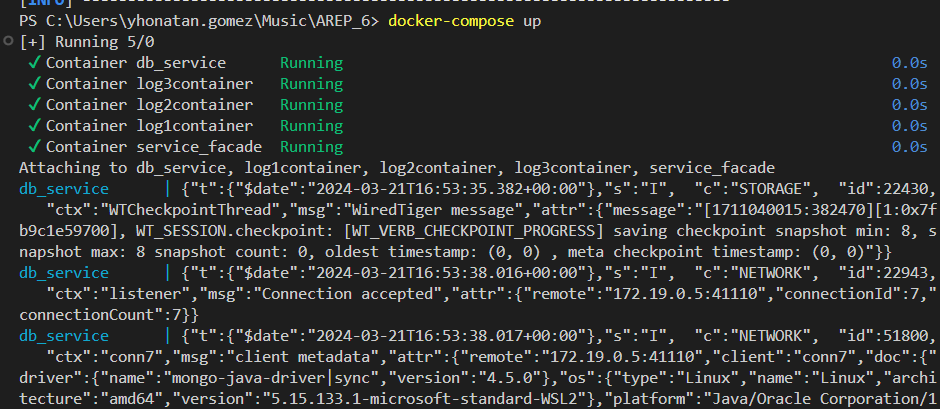 [INFO] ------------------------------------------------------------------------
PS C:\Users\yhonatan.gomez\Music\AREP_6> docker-compose up
[+] Running 5/0
✓ Container db_service Running 0.0s
✓ Container log3container Running 0.0s
✓ Container log2container Running 0.0s
✓ Container log1container Running 0.0s
✓ Container service_facade Running 0.0s
Attaching to db_service, log1container, log2container, log3container, service_facade
db_service | {"t":{"$date":"2024-03-21T16:53:35.382+00:00"},"s":"I", "c":"STORAGE", "id":22430,
"ctx":"WTCheckpointThread","msg":"WiredTiger message","attr":{"message":"[1711040015:382470][1:0x7f
b9c1e59700], WT_SESSION.checkpoint: [WT_VERB_CHECKPOINT_PROGRESS] saving checkpoint snapshot min: 8, s
napshot max: 8 snapshot count: 0, oldest timestamp: (0, 0) , meta checkpoint timestamp: (0, 0)"}}
db_service | {"t":{"$date":"2024-03-21T16:53:38.016+00:00"},"s":"I", "c":"NETWORK", "id":22943,
"ctx":"listener","msg":"Connection accepted","attr":{"remote":"172.19.0.5:41110","connectionId":7,"
connectionCount":7}}
db_service | {"t":{"$date":"2024-03-21T16:53:38.017+00:00"},"s":"I", "c":"NETWORK", "id":51800,
"ctx":"conn7","msg":"client metadata","attr":{"remote":"172.19.0.5:41110","client":"conn7","doc":{"
driver":{"name":"mongo-java-driver|sync","version":"4.5.0"},"os":{"type":"Linux","name":"Linux","archi
tecture":"amd64","version":"5.15.133.1-microsoft-standard-WSL2"},"platform":"Java/Oracle Corporation/1